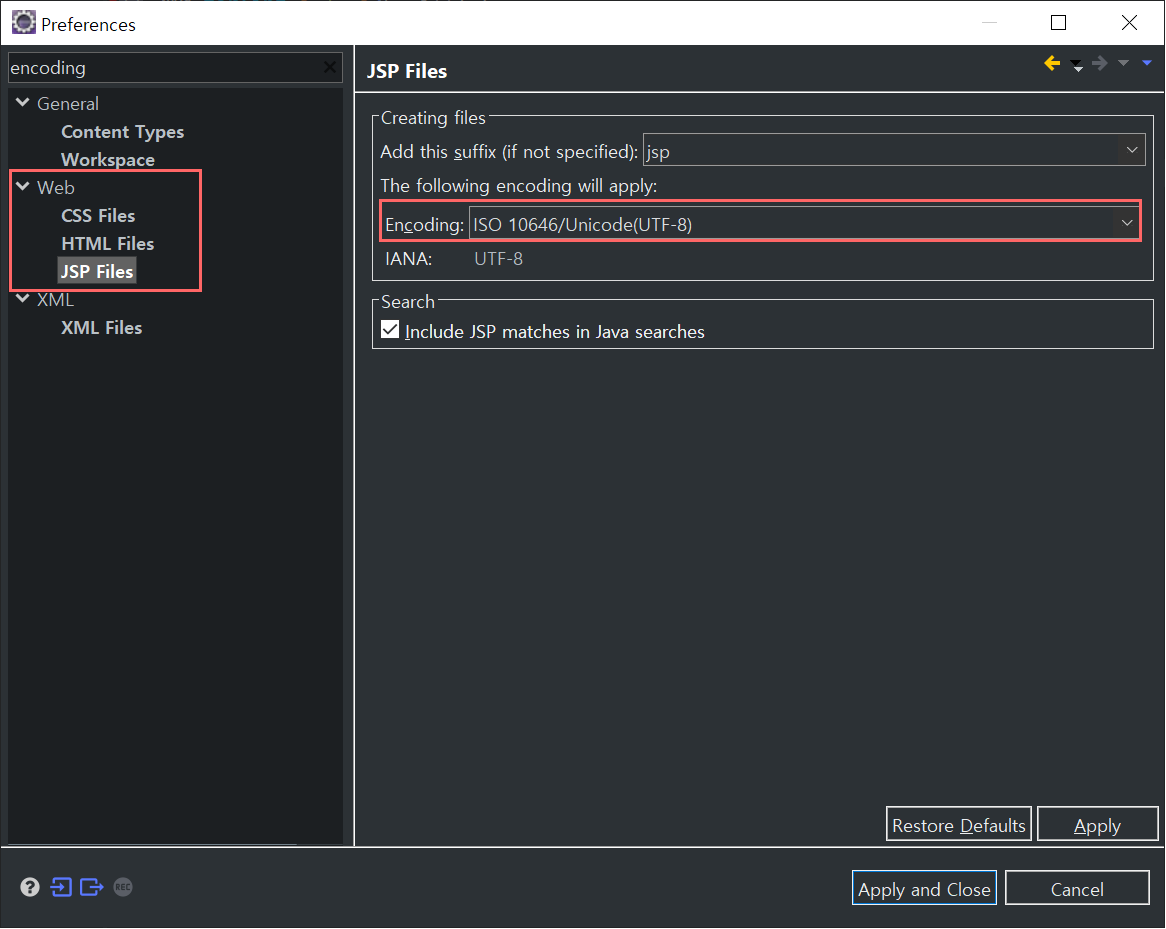 Preferences
encoding
General
Content Types
Workspace
Web
CSS Files
HTML Files
JSP Files
XML
XML Files
JSP Files
Creating files
Add this suffix (if not specified): jsp
The following encoding will apply:
Encoding: ISO 10646/Unicode(UTF-8)
IANA: UTF-8
Search
Include JSP matches in Java searches
Restore Defaults Apply
REC
Apply and Close Cancel